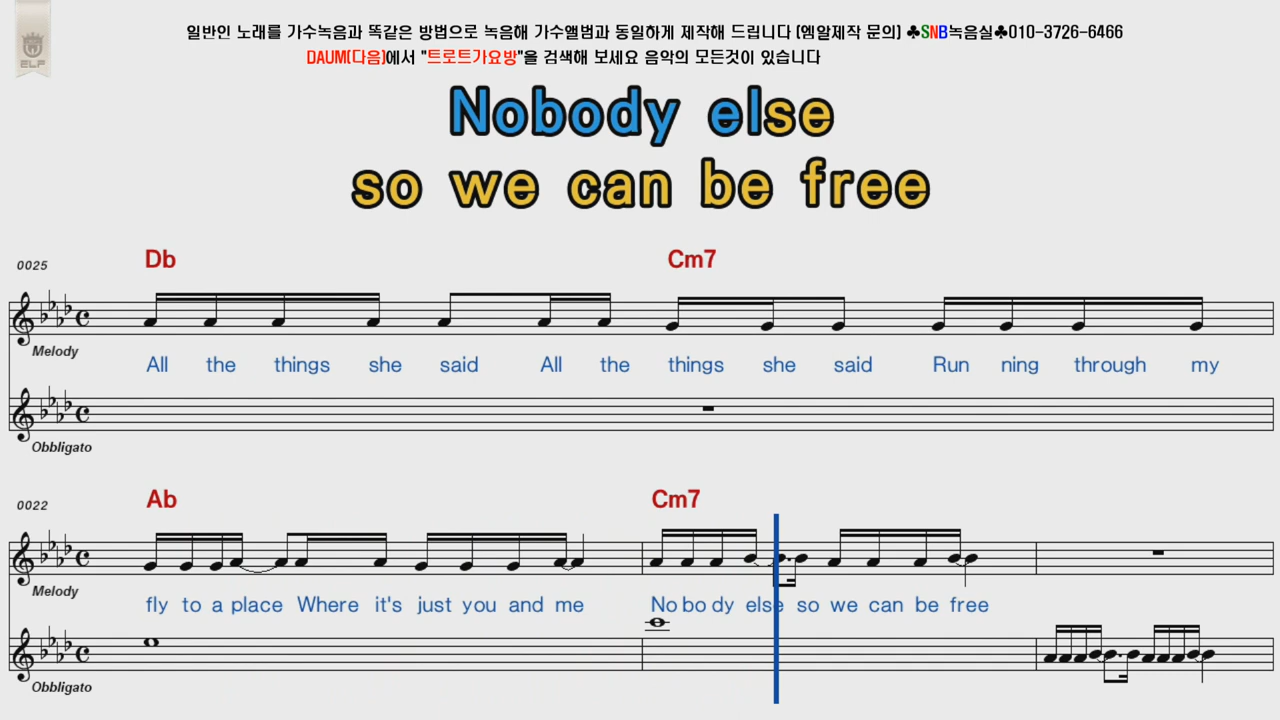 일반인 노래를 가수녹음과 똑같은 방법으로 녹음해 가수앨범과 동일하게 제작해 드립니다 (엠알제작 문의) ♣SNB녹음실♣010-3726-6466
DAUM(다음)에서 "트로트가요방"을 검색해 보세요 음악의 모든것이 있습니다
ELF
Nobody else
so we can be free
0025 Db Cm7
Melody
All the things she said All the things she said Run ning through my
Obbligato
0022 Ab Cm7
Melody
fly to a place Where it's just you and me No bo dy else so we can be free
Obbligato